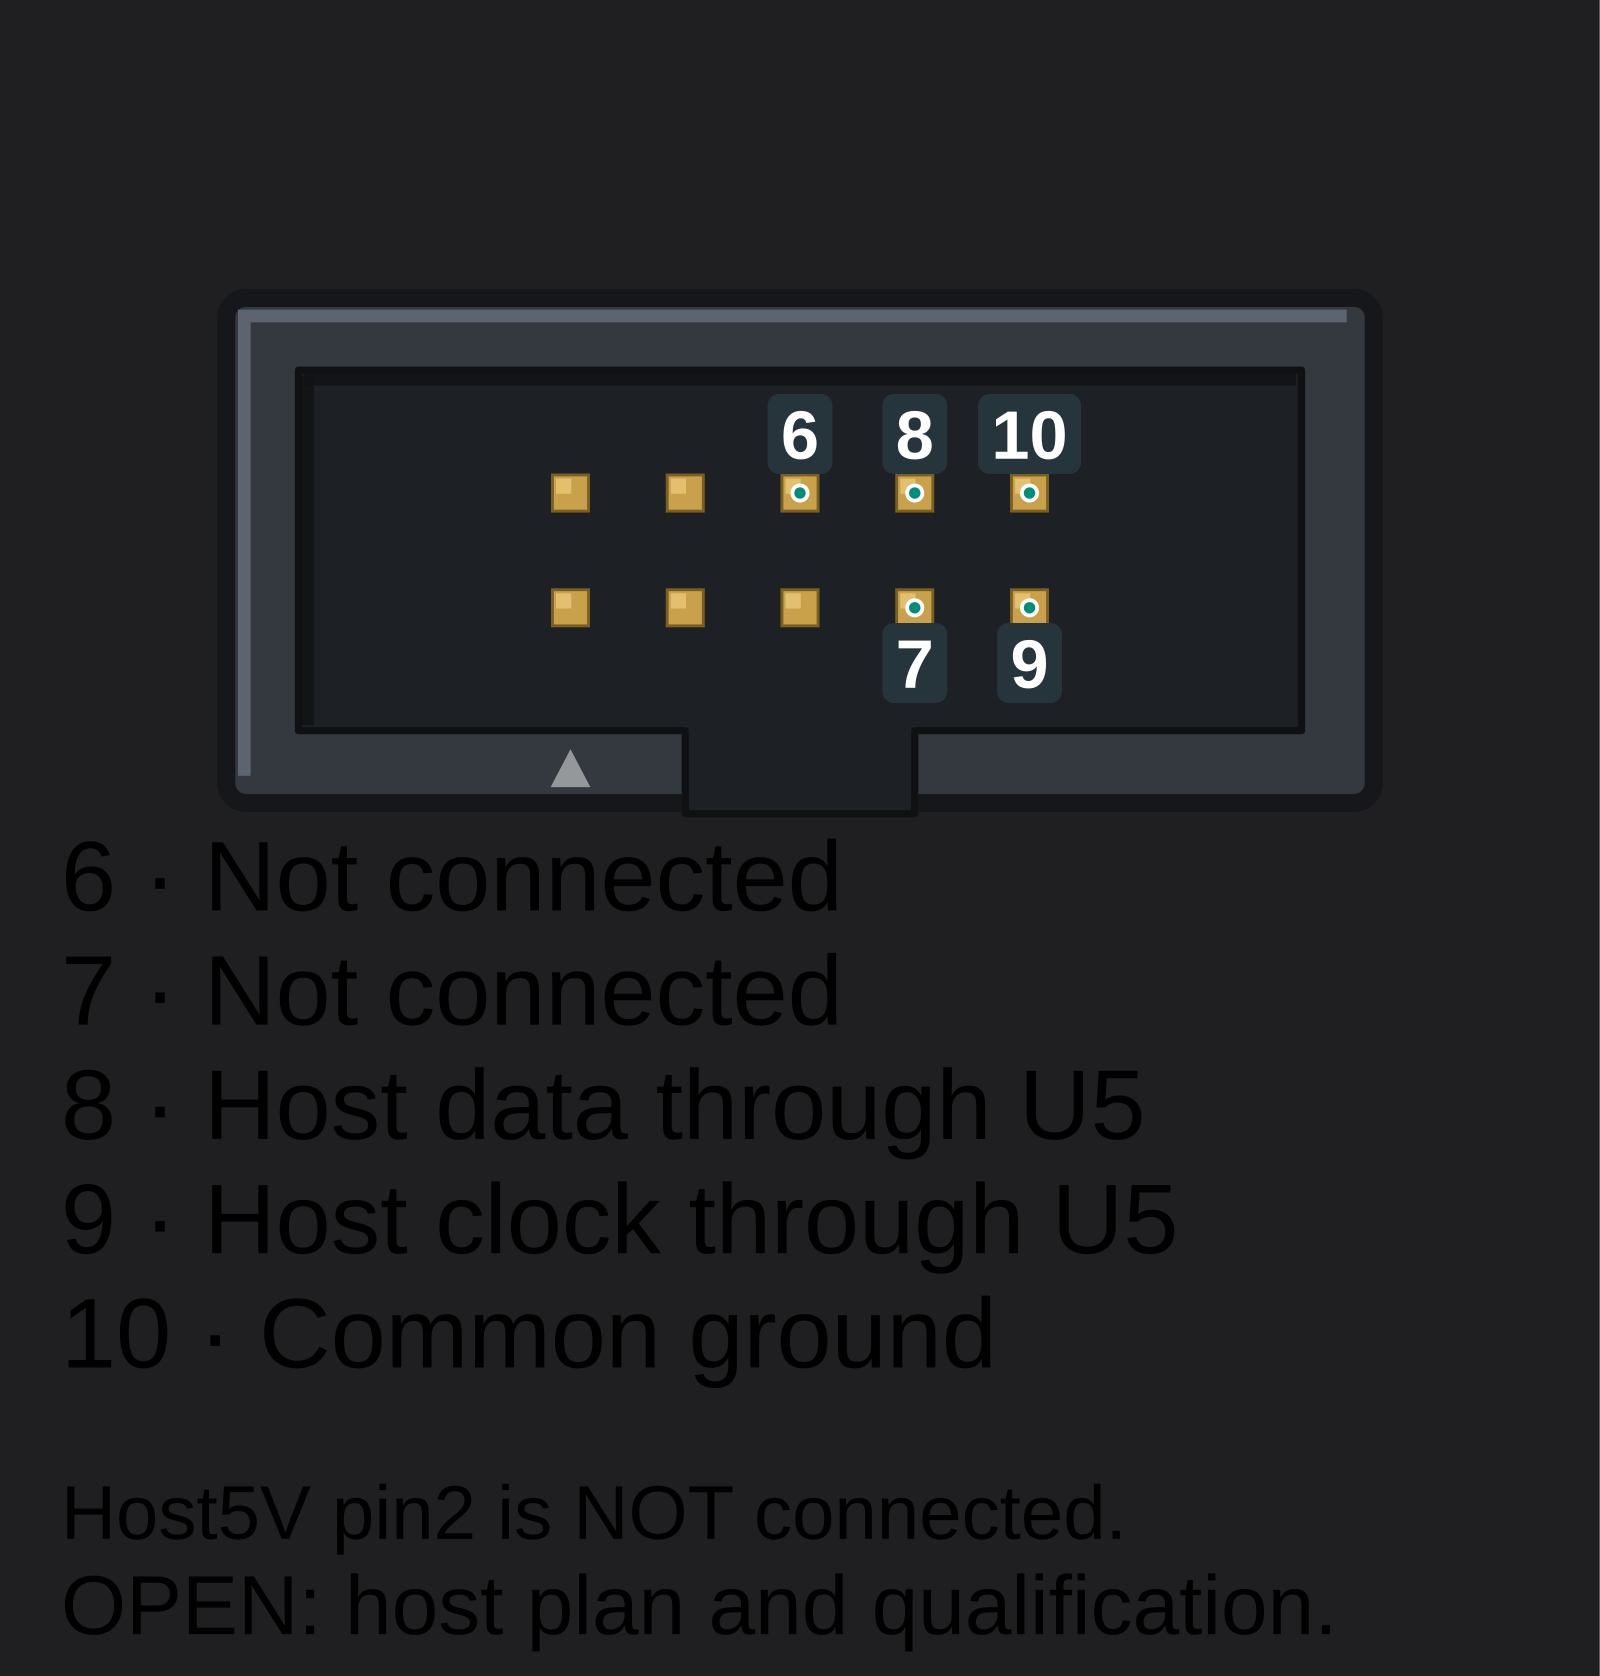 6 8 10
7 9
6 · Not connected
7 · Not connected
8 · Host data through U5
9 · Host clock through U5
10 · Common ground
Host5V pin2 is NOT connected.
OPEN: host plan and qualification.